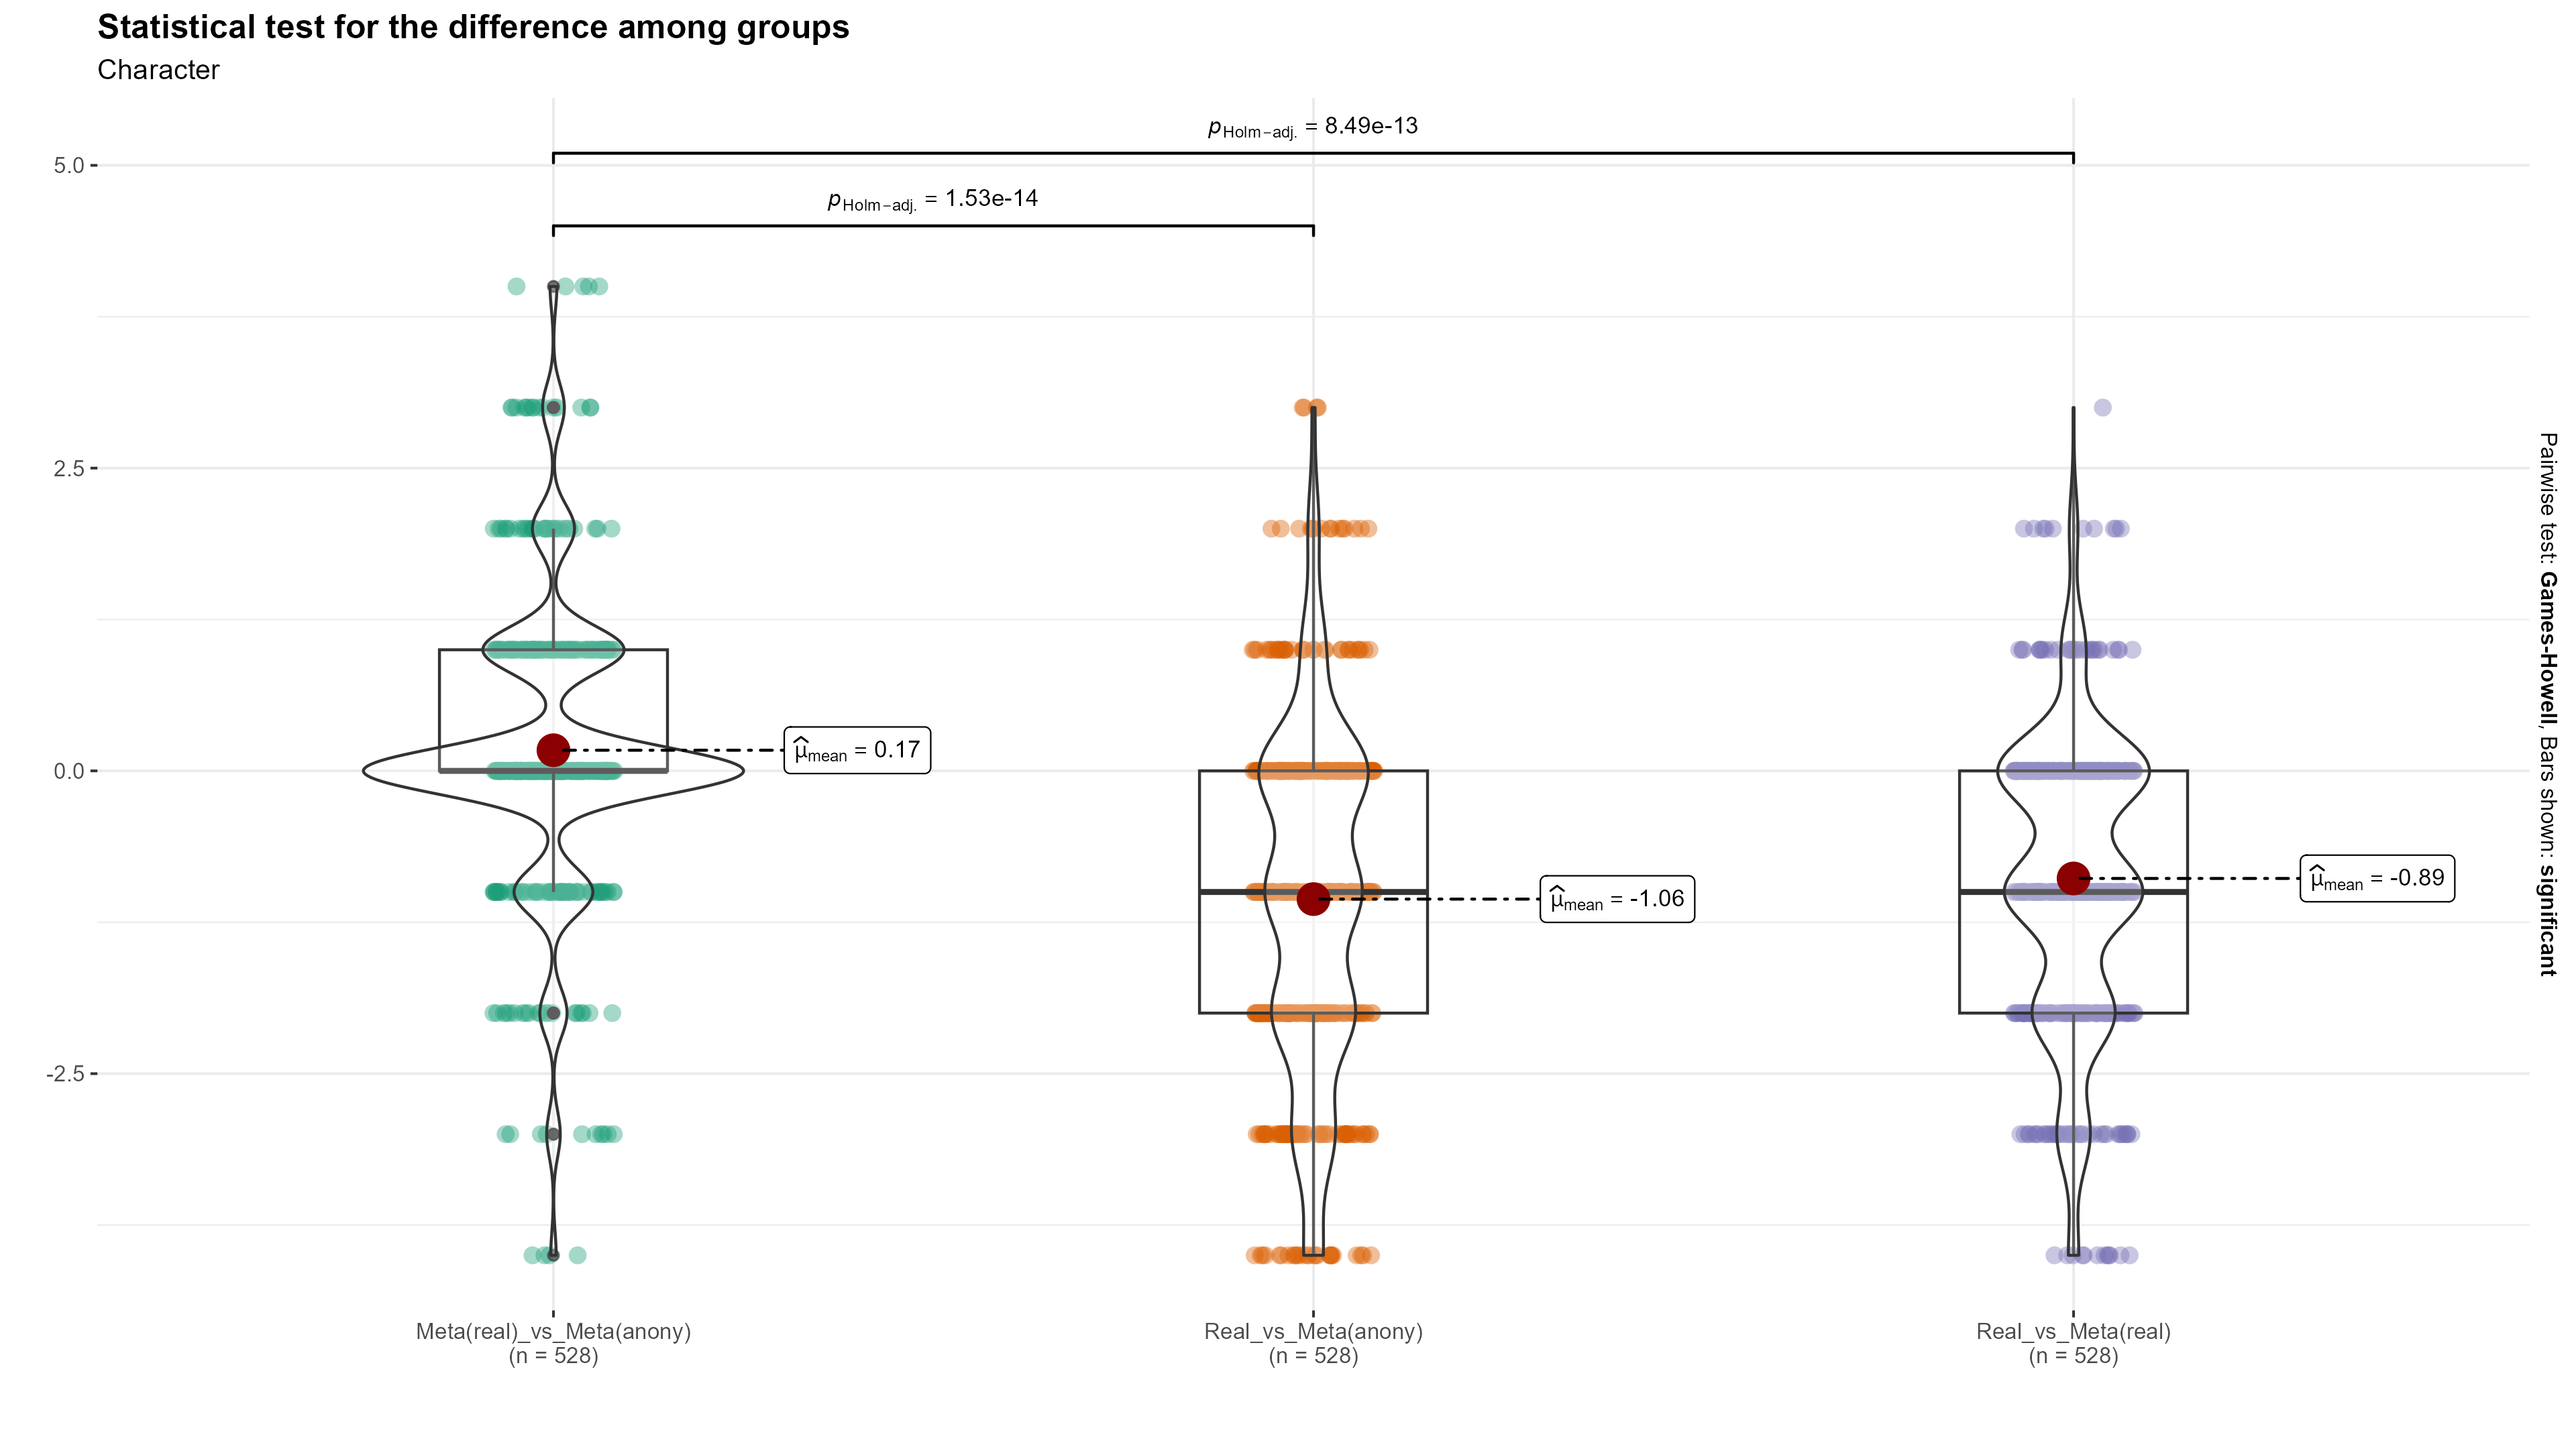 Statistical test for the difference among groups
Character
pHolm−adj. = 8.49e-13
5.0
pHolm−adj. = 1.53e-14
2.5
0.0
-2.5
μ̂mean = 0.17
μ̂mean = -1.06
μ̂mean = -0.89
Meta(real)_vs_Meta(anony)
(n = 528)
Real_vs_Meta(anony)
(n = 528)
Real_vs_Meta(real)
(n = 528)
Pairwise test: Games-Howell, Bars shown: significant